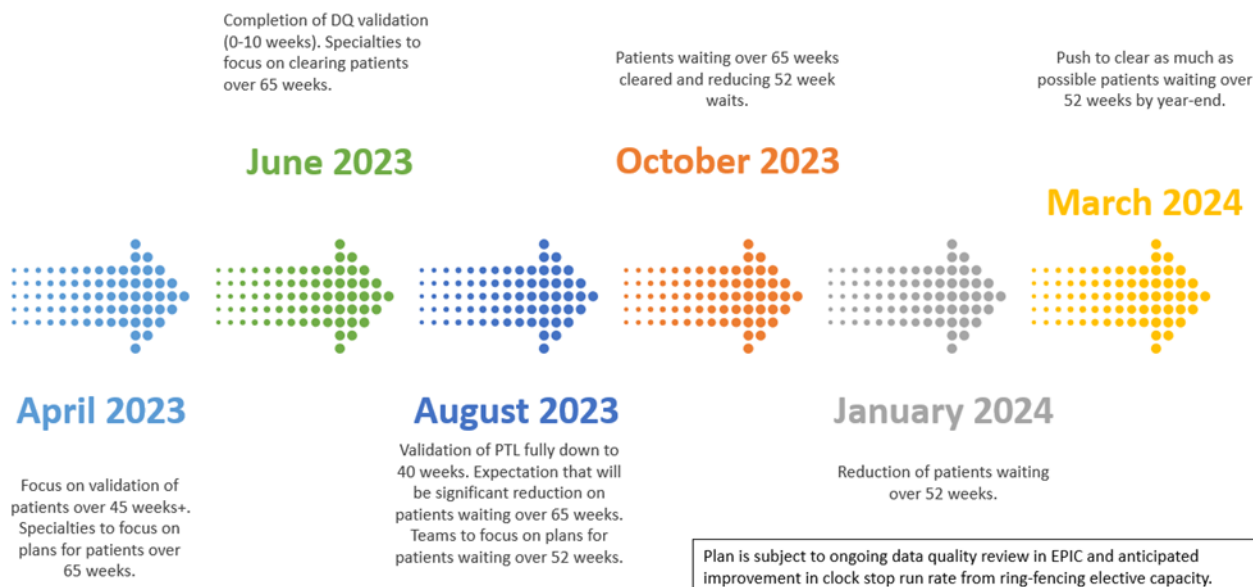 Completion of DQ validation
(0-10 weeks). Specialties to
focus on clearing patients
over 65 weeks.
Patients waiting over 65 weeks
cleared and reducing 52 week
waits.
Push to clear as much as
possible patients waiting over
52 weeks by year-end.
June 2023
October 2023
March 2024
April 2023
August 2023
January 2024
Focus on validation of
patients over 45 weeks+.
Specialties to focus on
plans for patients over
65 weeks.
Validation of PTL fully down to
40 weeks. Expectation that will
be significant reduction on
patients waiting over 65 weeks.
Teams to focus on plans for
patients waiting over 52 weeks.
Reduction of patients waiting
over 52 weeks.
Plan is subject to ongoing data quality review in EPIC and anticipated
improvement in clock stop run rate from ring-fencing elective capacity.